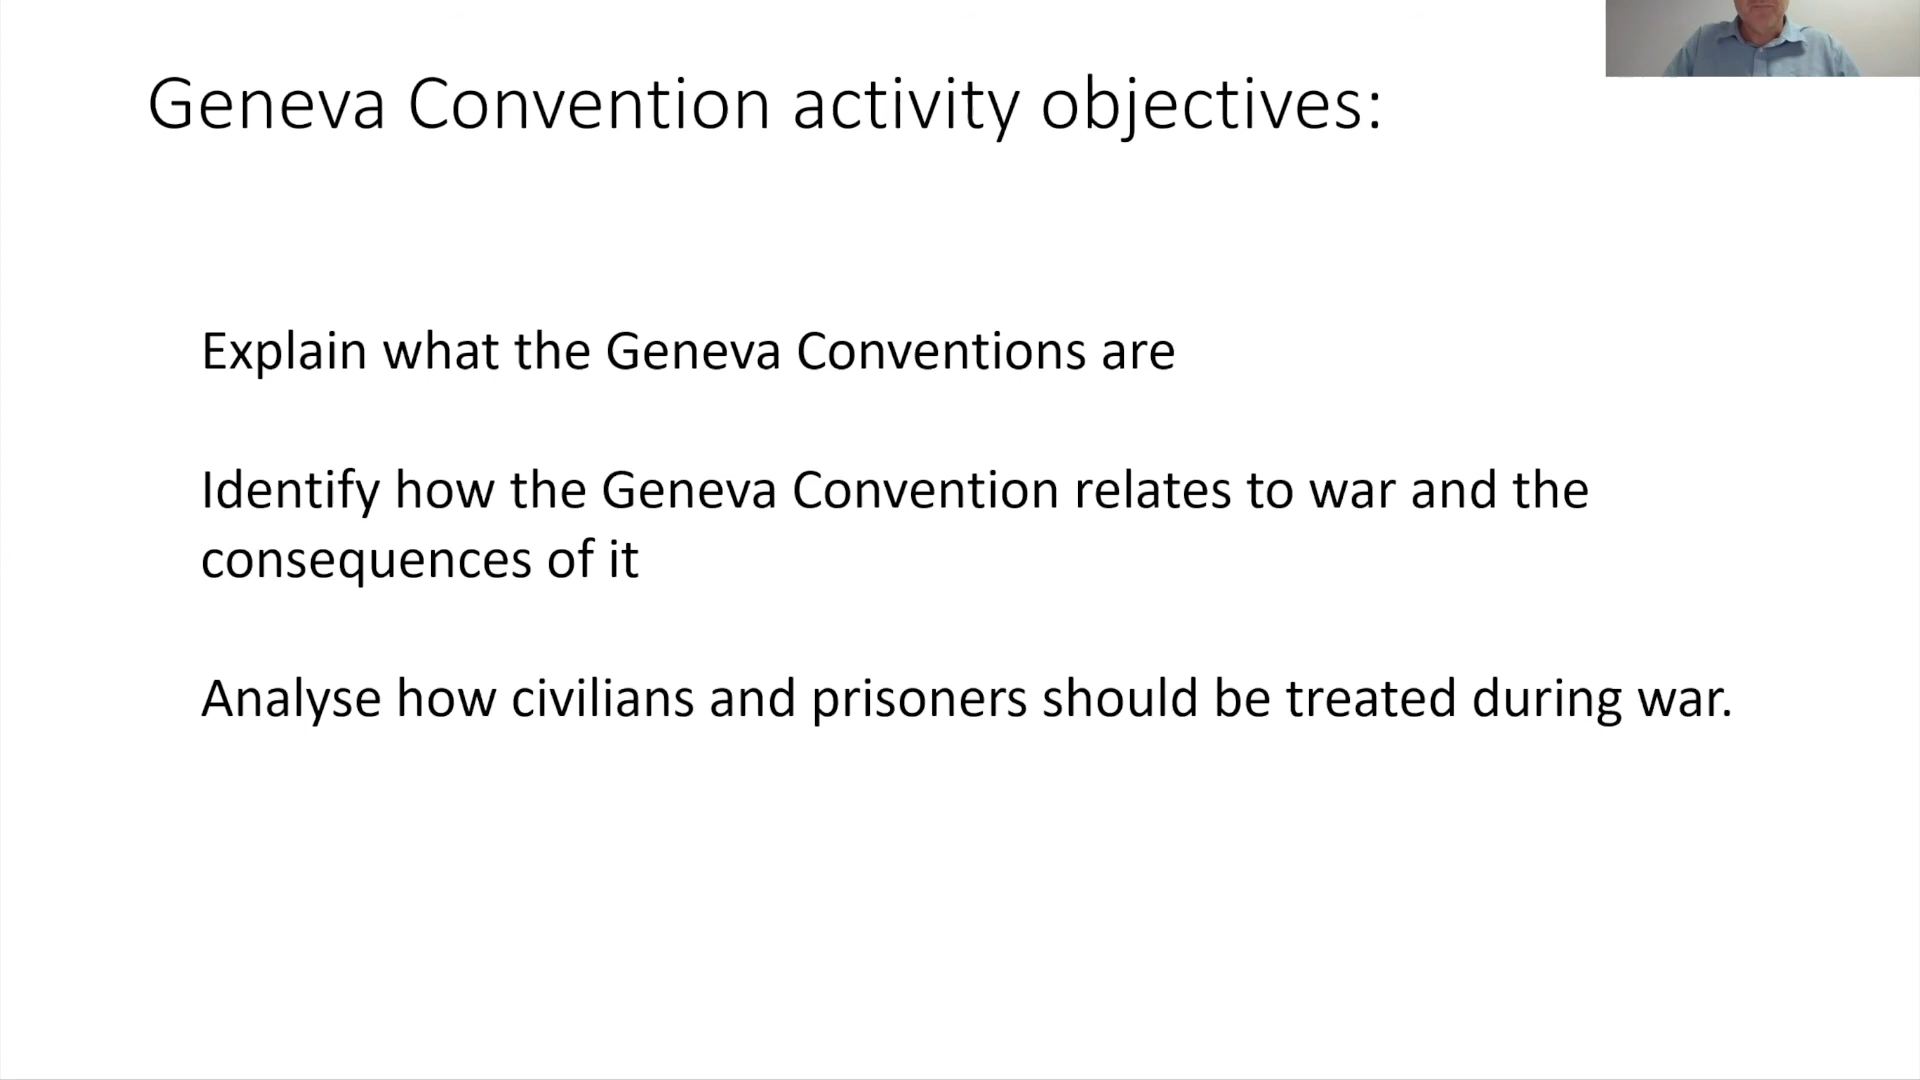 Geneva Convention activity objectives:
Explain what the Geneva Conventions are
Identify how the Geneva Convention relates to war and the
consequences of it
Analyse how civilians and prisoners should be treated during war.